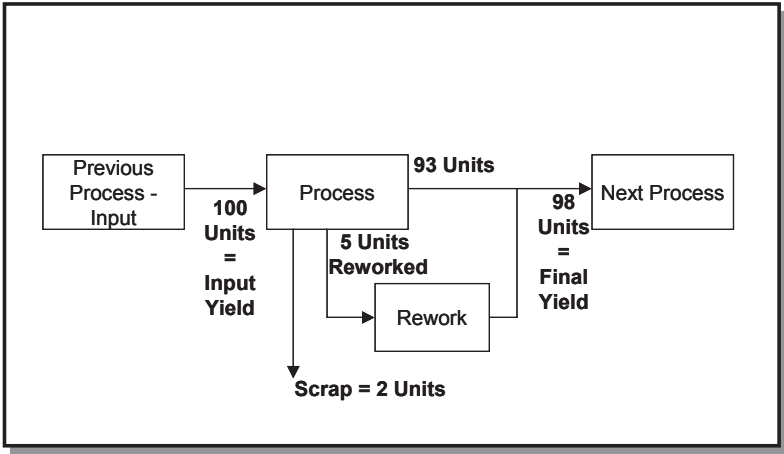 Previous
Process -
Input
100
Units
=
Input
Yield
Process
93 Units
5 Units
Reworked
Rework
Scrap = 2 Units
98
Units
=
Final
Yield
Next Process